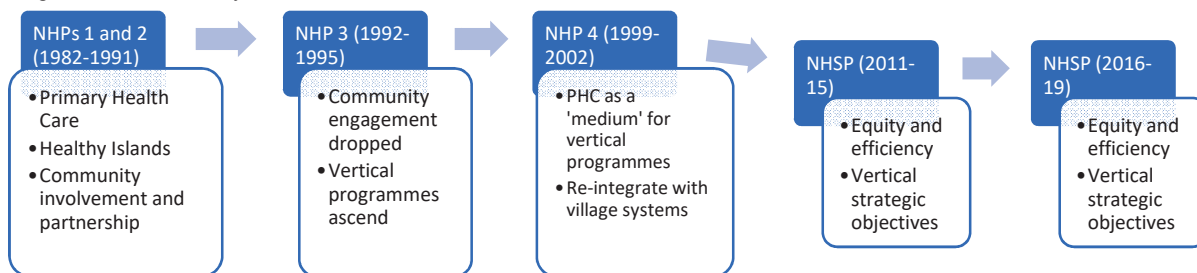 NHPs 1 and 2
(1982-1991)
•Primary Health
Care
•Healthy Islands
•Community
involvement and
partnership
NHP 3 (1992-
1995)
•Community
engagement
dropped
•Vertical
programmes
ascend
NHP 4 (1999-
2002)
•PHC as a
'medium' for
vertical
programmes
•Re-integrate with
village systems
NHSP (2011-
15)
•Equity and
efficiency
•Vertical
strategic
objectives
NHSP (2016-
19)
•Equity and
efficiency
•Vertical
strategic
objectives